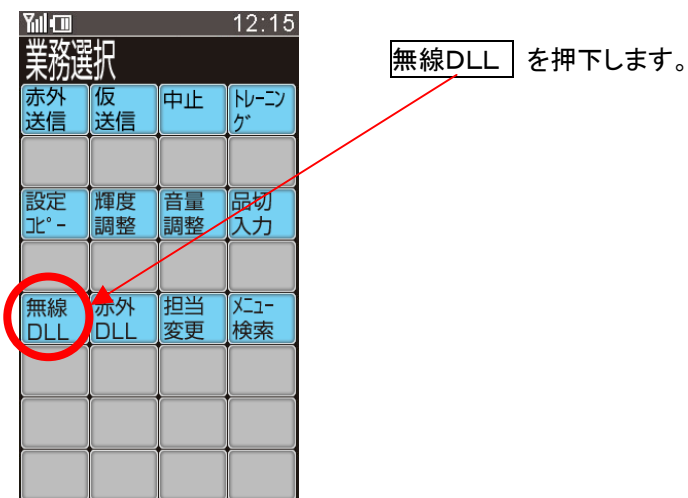 12:15
業務選択
無線DLL を押下します。
赤外
送信
仮
送信
中止
ﾄﾚｰﾆﾝ
ｸﾞ
設定
ｺﾋﾟｰ
輝度
調整
音量
調整
品切
入力
無線
DLL
赤外
DLL
担当
変更
ﾒﾆｭｰ
検索